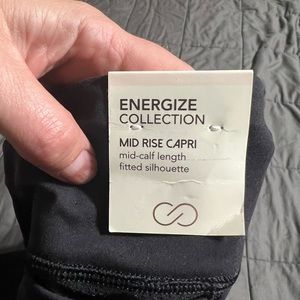 ENERGIZE
COLLECTION
MID RISE CAPRI
mid-calf length
fitted silhouette